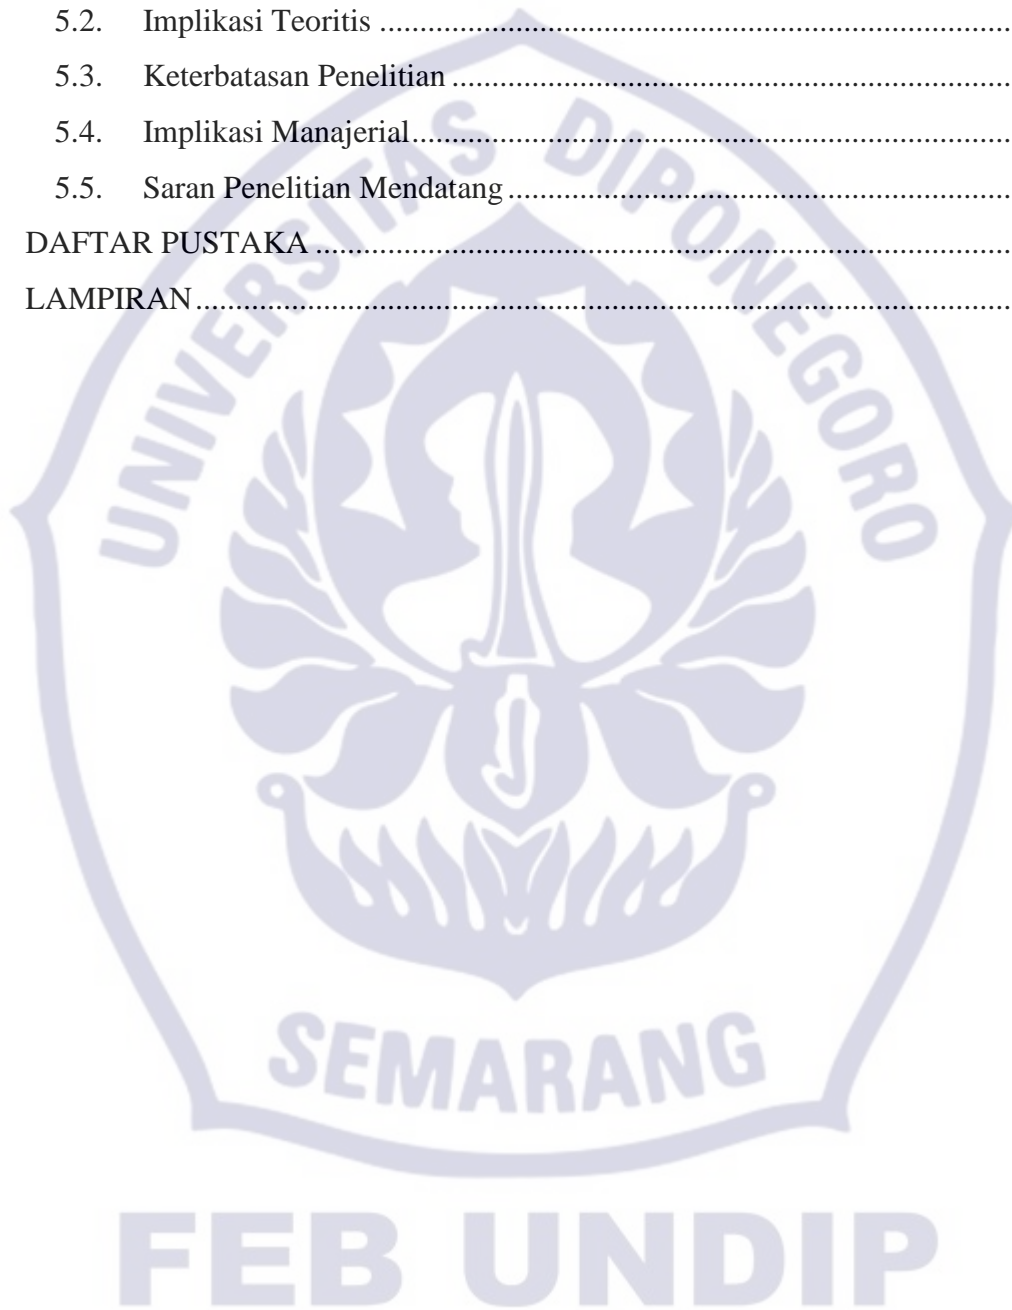 5.2. Implikasi Teoritis ........................................................................
5.3. Keterbatasan Penelitian ................................................................
5.4. Implikasi Manajerial.....................................................................
5.5. Saran Penelitian Mendatang .........................................................
DAFTAR PUSTAKA ................................................................................
LAMPIRAN...............................................................................................
UNIVERSITAS DIPONEGORO
SEMARANG
FEB UNDIP